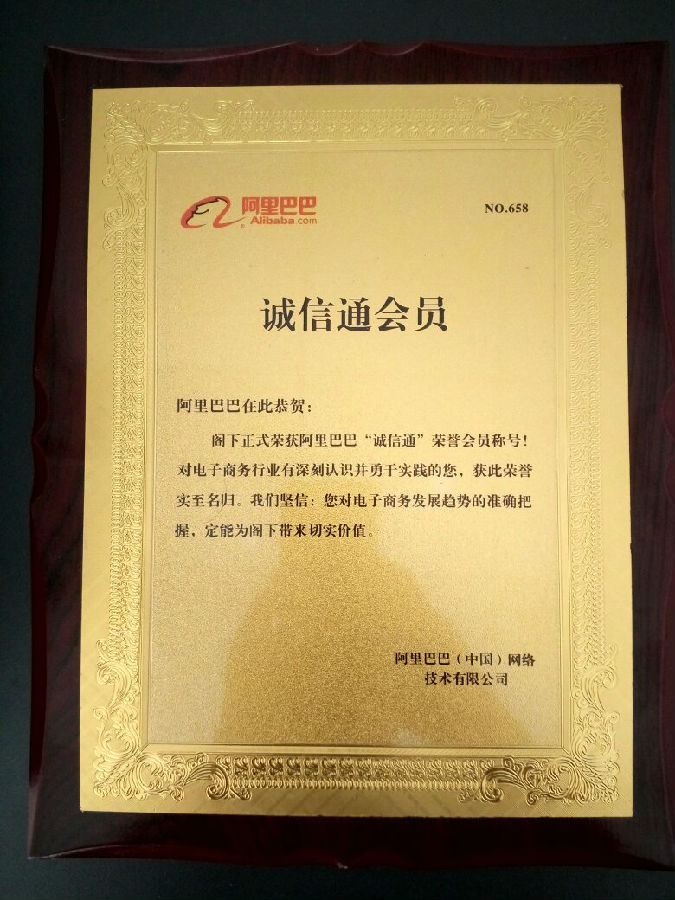 阿里巴巴
Alibaba.com
NO.658
诚信通会员
阿里巴巴在此恭贺：
阁下正式荣获阿里巴巴“诚信通”荣誉会员称号！
对电子商务行业有深刻认识并勇于实践的您，获此荣誉
实至名归。我们坚信：您对电子商务发展趋势的准确把
握，定能为阁下带来切实价值。
阿里巴巴（中国）网络
技术有限公司